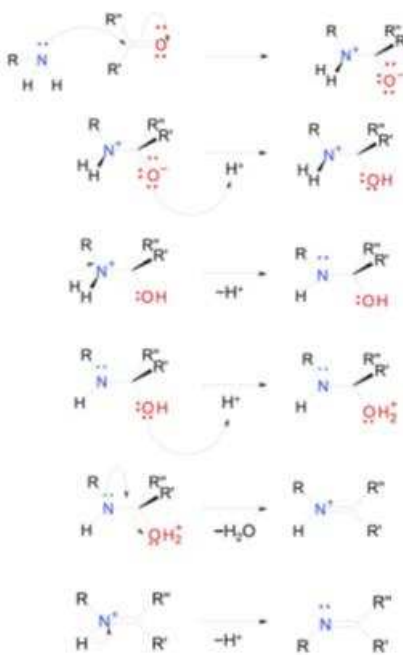 R N H H R" R' O R N+ H H R" R' O−
R N+ H H R" R' O− H+ R N+ H H R" R' OH
R N+ H H R" R' OH −H+ R N H R" R' OH
R N H R" R' OH H+ R N H R" R' OH2+
R N H R" R' OH2+ −H2O R N+ H R" R'
R N+ H R" R' −H+ R N R" R'